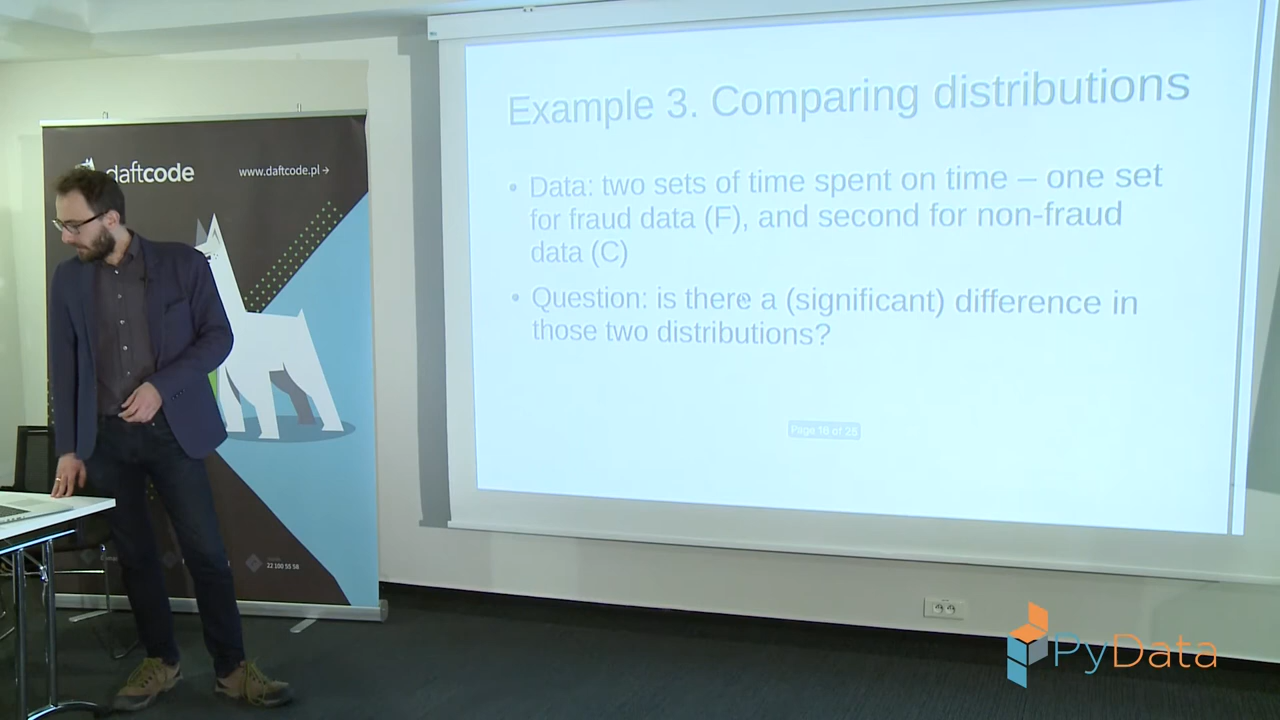 daftcode
www.daftcode.pl →
22 100 55 58
Example 3. Comparing distributions
• Data: two sets of time spent on time – one set
for fraud data (F), and second for non-fraud
data (C)
• Question: is there a (significant) difference in
those two distributions?
Page 16 of 28
PyData